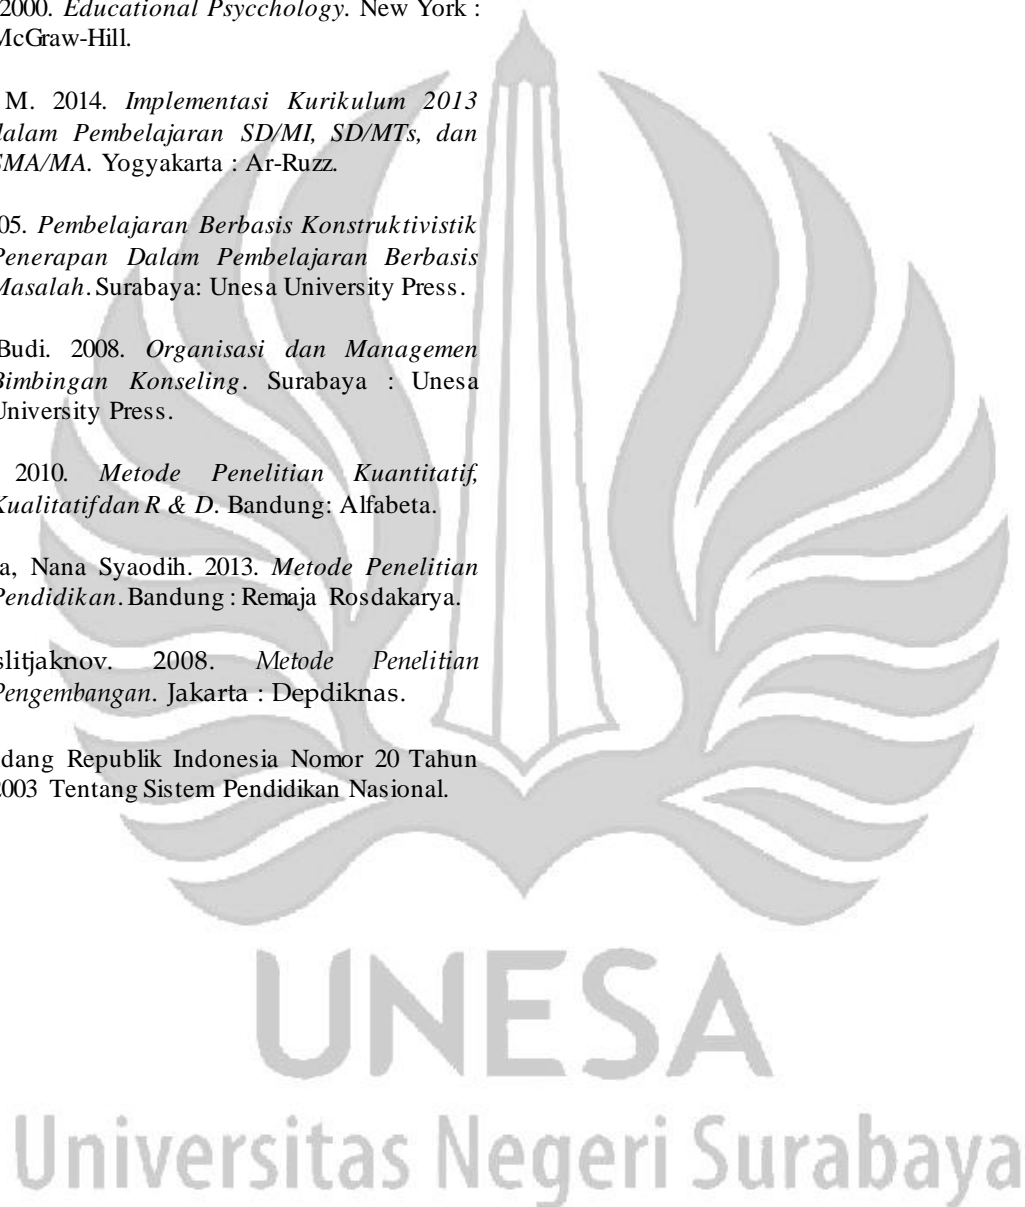 2000. Educational Psycchology. New York :
McGraw-Hill.
M. 2014. Implementasi Kurikulum 2013
dalam Pembelajaran SD/MI, SD/MTs, dan
SMA/MA. Yogyakarta : Ar-Ruzz.
05. Pembelajaran Berbasis Konstruktivistik
Penerapan Dalam Pembelajaran Berbasis
Masalah. Surabaya: Unesa University Press.
Budi. 2008. Organisasi dan Managemen
Bimbingan Konseling. Surabaya : Unesa
University Press.
2010. Metode Penelitian Kuantitatif,
Kualitatifdan R & D. Bandung: Alfabeta.
a, Nana Syaodih. 2013. Metode Penelitian
Pendidikan. Bandung : Remaja Rosdakarya.
slitjaknov. 2008. Metode Penelitian
Pengembangan. Jakarta : Depdiknas.
dang Republik Indonesia Nomor 20 Tahun
2003 Tentang Sistem Pendidikan Nasional.
UNESA
Universitas Negeri Surabaya